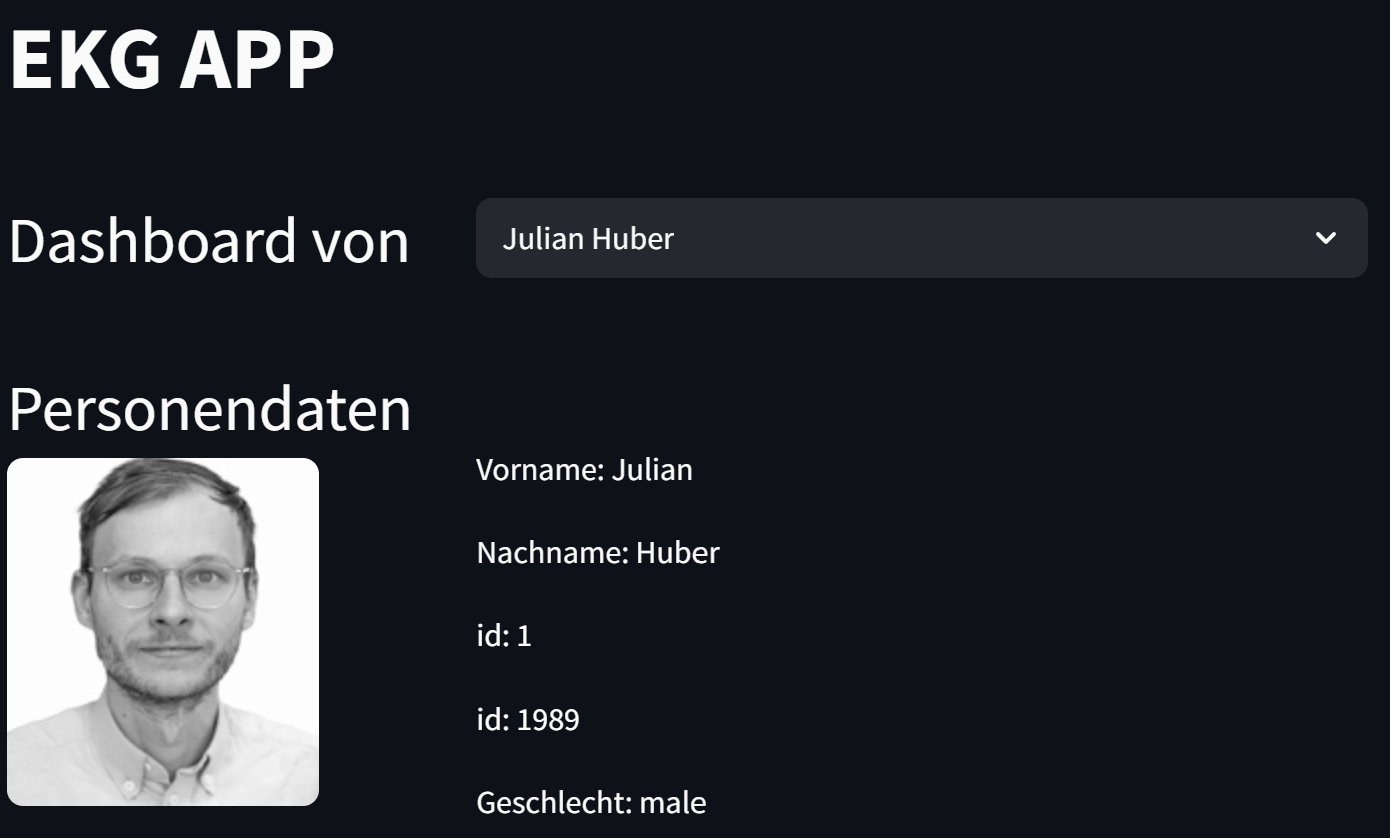 EKG APP
Dashboard von
Julian Huber
Personendaten
Vorname: Julian
Nachname: Huber
id: 1
id: 1989
Geschlecht: male